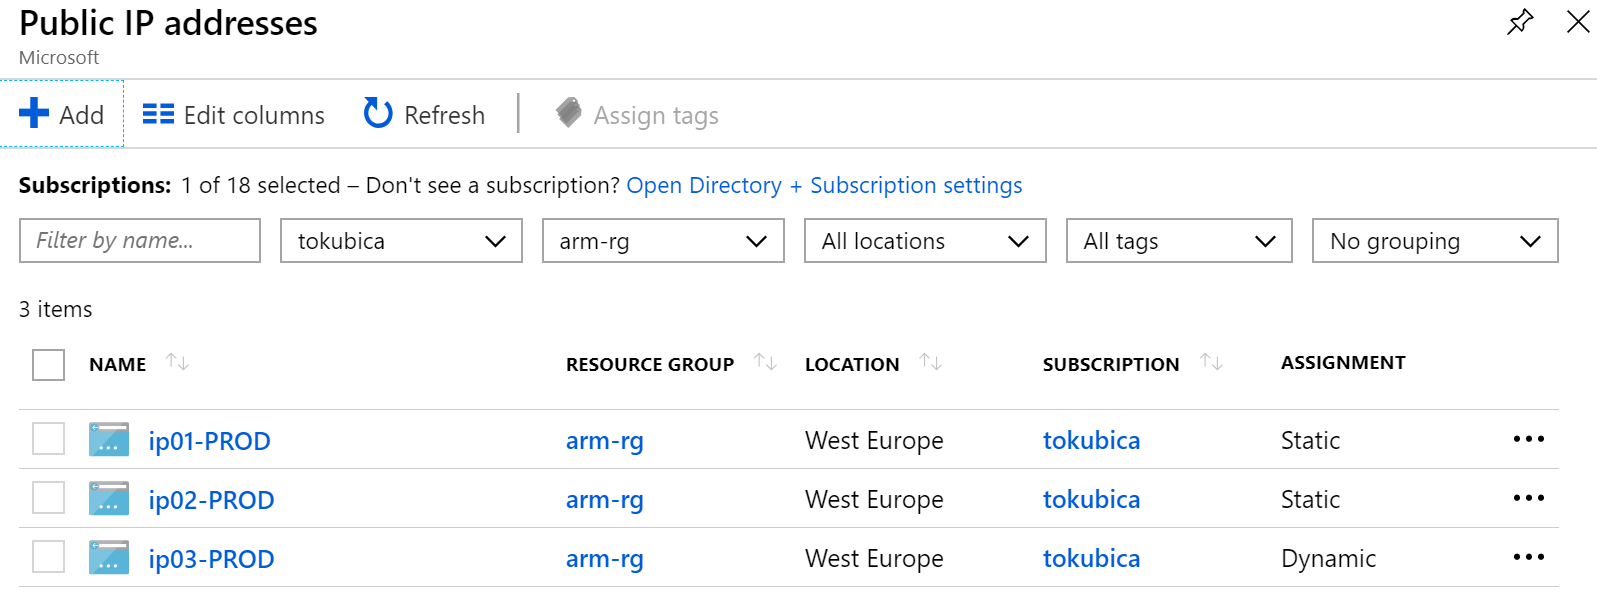 Public IP addresses
Microsoft
Add Edit columns Refresh Assign tags
Subscriptions: 1 of 18 selected – Don't see a subscription? Open Directory + Subscription settings
Filter by name... tokubica arm-rg All locations All tags No grouping
3 items
NAME RESOURCE GROUP LOCATION SUBSCRIPTION ASSIGNMENT
ip01-PROD arm-rg West Europe tokubica Static
ip02-PROD arm-rg West Europe tokubica Static
ip03-PROD arm-rg West Europe tokubica Dynamic